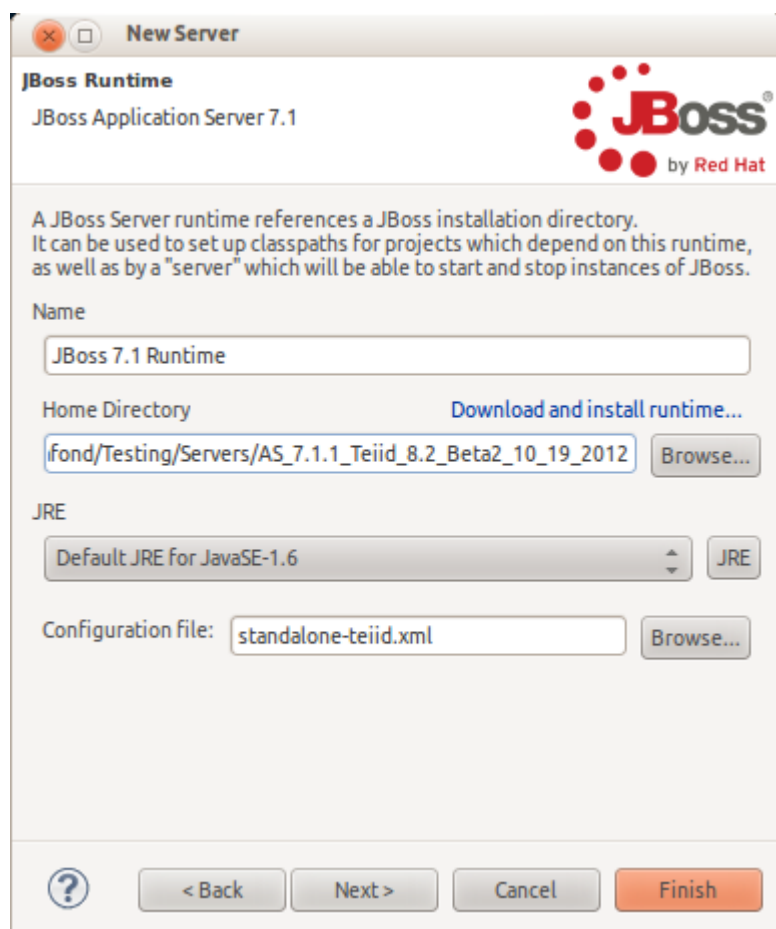 New Server
JBoss Runtime
JBoss Application Server 7.1
JBoss®
by Red Hat
A JBoss Server runtime references a JBoss installation directory.
It can be used to set up classpaths for projects which depend on this runtime,
as well as by a "server" which will be able to start and stop instances of JBoss.
Name
JBoss 7.1 Runtime
Home Directory Download and install runtime...
fond/Testing/Servers/AS_7.1.1_Teiid_8.2_Beta2_10_19_2012 Browse...
JRE
Default JRE for JavaSE-1.6 JRE
Configuration file: standalone-teiid.xml Browse...
? < Back Next > Cancel Finish